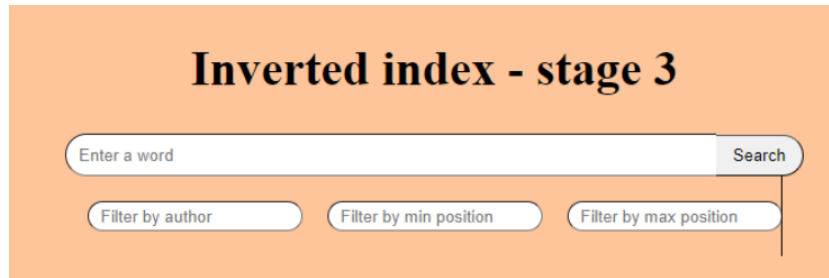 Inverted index - stage 3
Enter a word Search
Filter by author Filter by min position Filter by max position